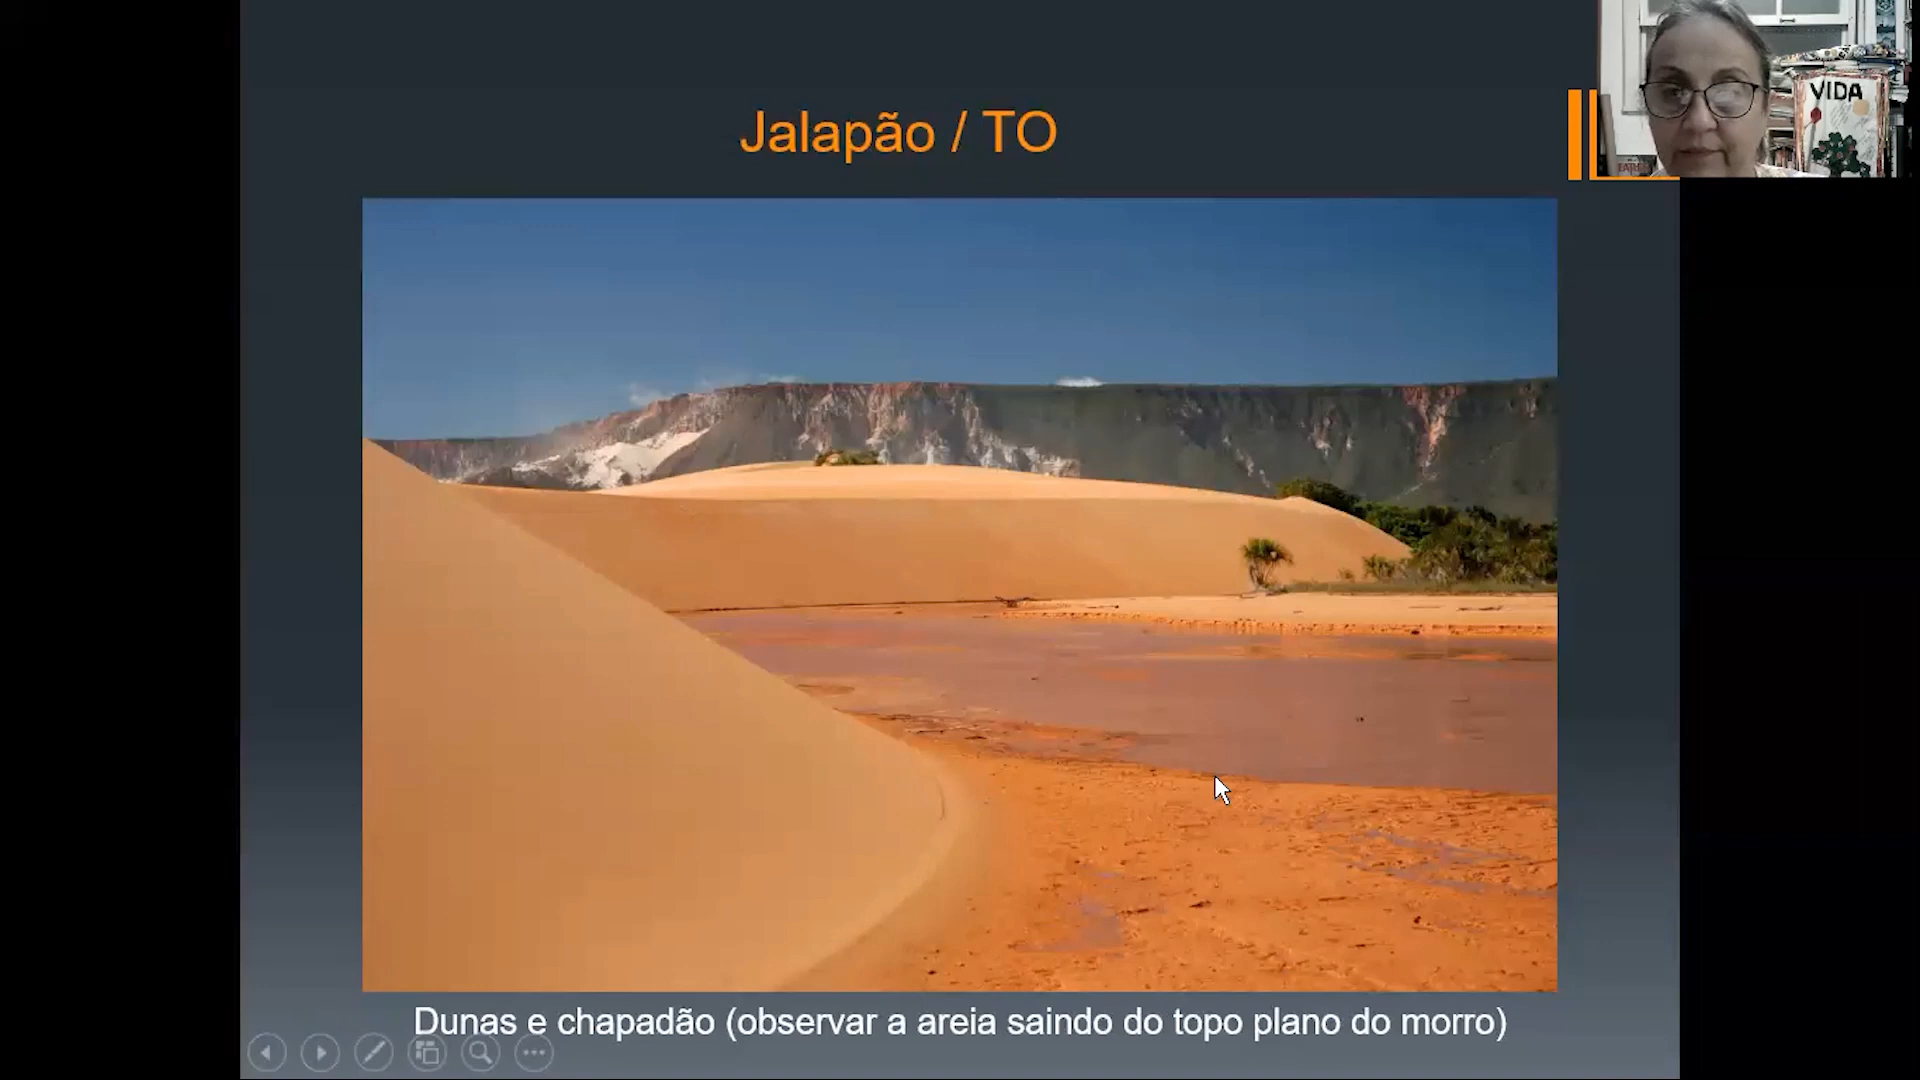 Jalapão / TO
VIDA
Dunas e chapadão (observar a areia saindo do topo plano do morro)